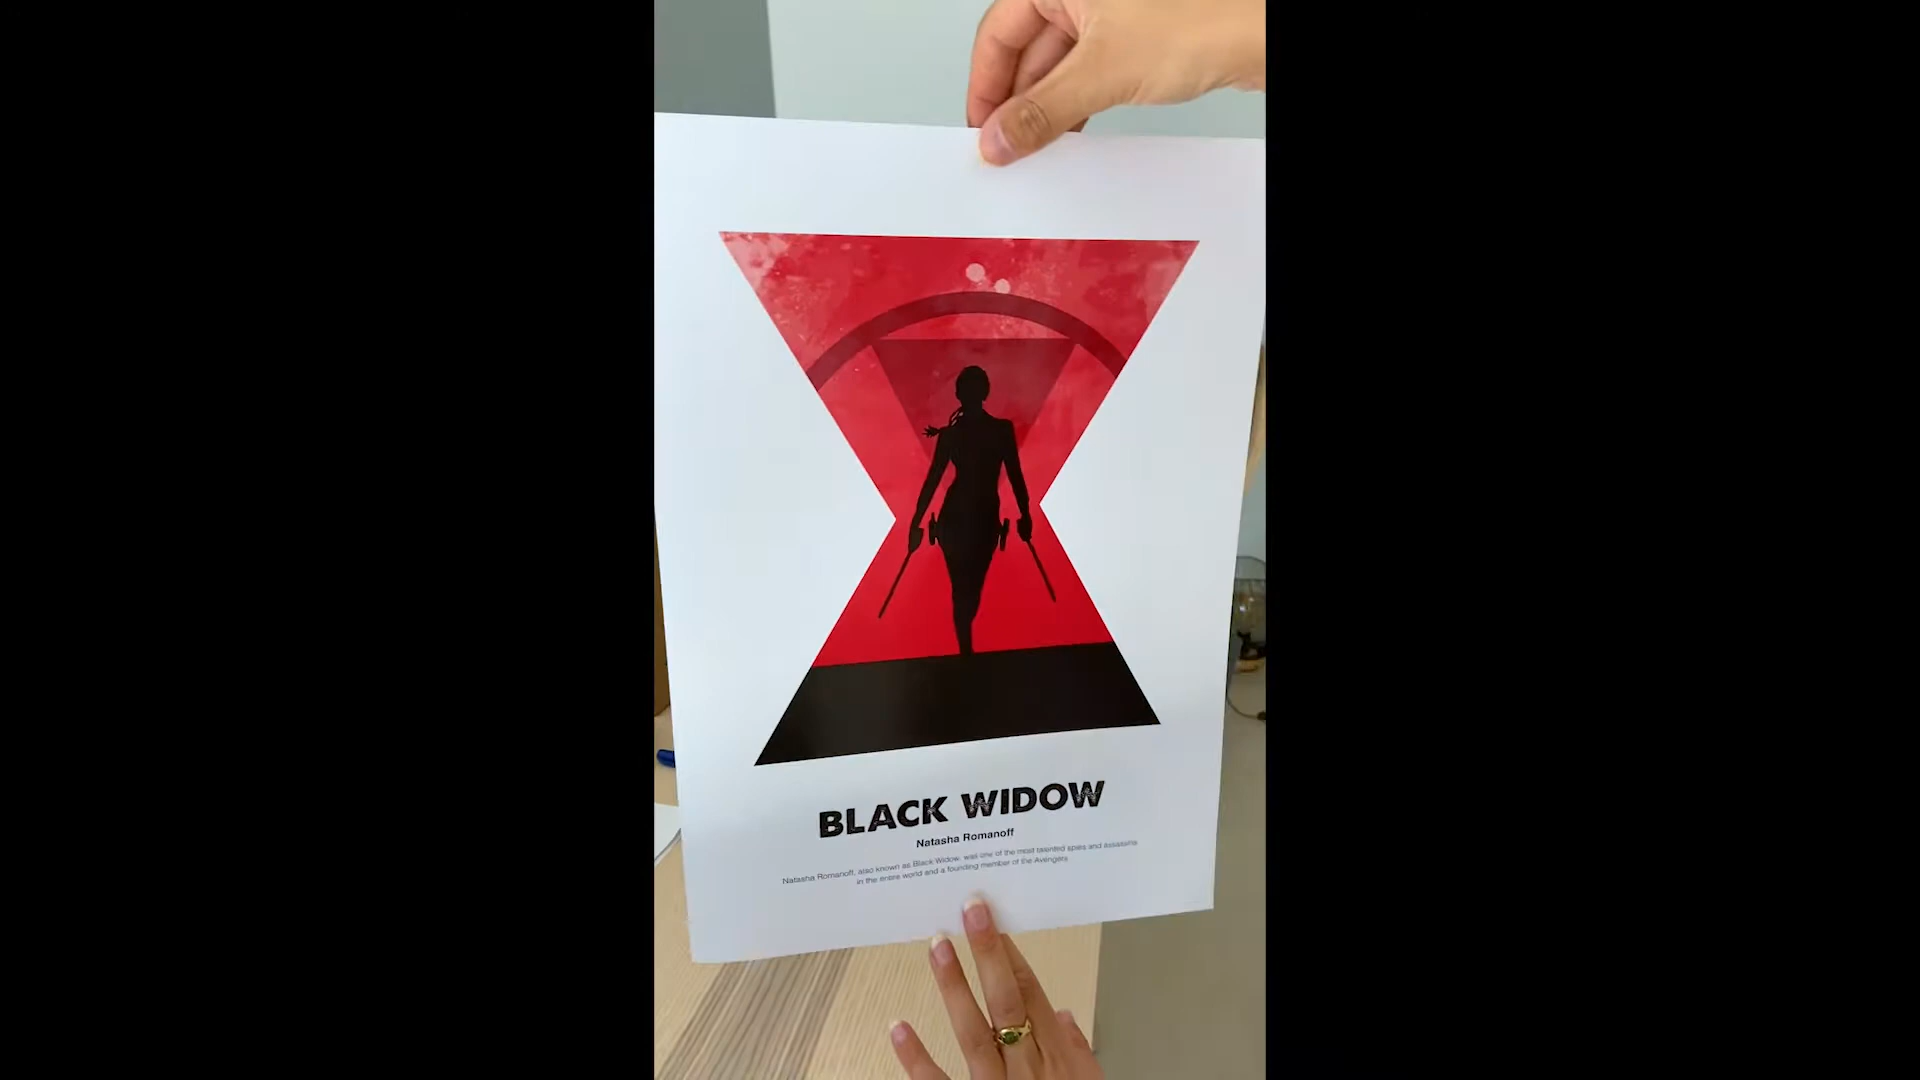 BLACK WIDOW
Natasha Romanoff
Natasha Romanoff, also known as Black Widow, was one of the most talented spies and assassins
in the entire world and a founding member of the Avengers